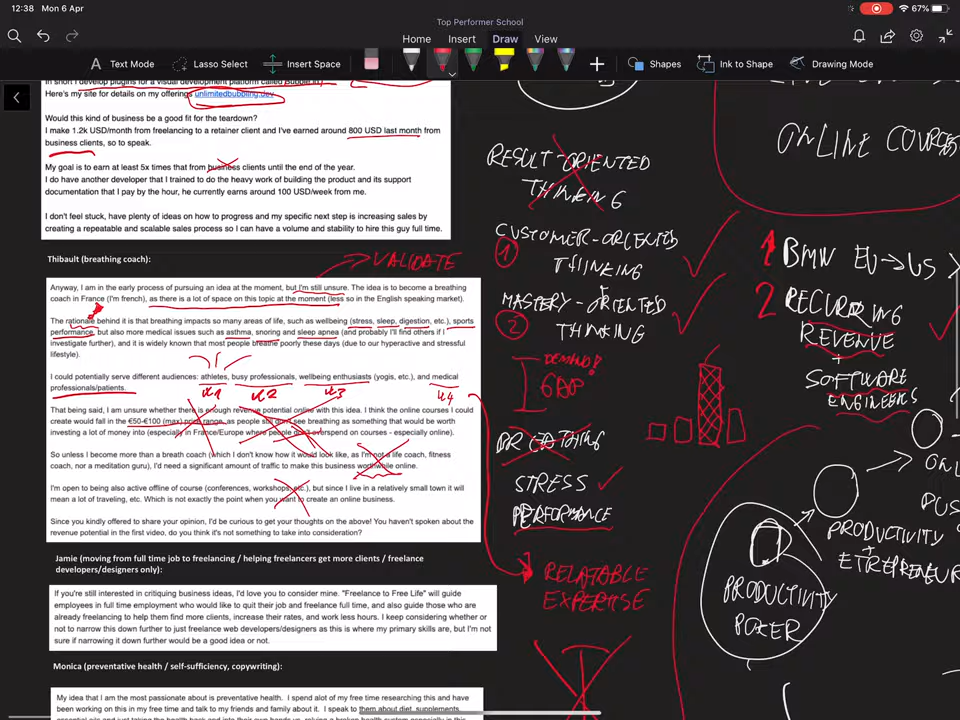 12:38 Mon 6 Apr
67%
Top Performer School
Home Insert Draw View
Text Mode
Lasso Select
Insert Space
Shapes
Ink to Shape
Drawing Mode
In short I develop plugins for a visual development platform called
Here's my site for details on my offerings unlimitedbubbling.dev
Would this kind of business be a good fit for the teardown?
I make 1.2k USD/month from freelancing to a retainer client and I've earned around 800 USD last month from
business clients, so to speak.
My goal is to earn at least 5x times that from business clients until the end of the year.
I do have another developer that I trained to do the heavy work of building the product and its support
documentation that I pay by the hour, he currently earns around 100 USD/week from me.
I don't feel stuck, have plenty of ideas on how to progress and my specific next step is increasing sales by
creating a repeatable and scalable sales process so I can have a volume and stability to hire this guy full time.
Thibault (breathing coach):
VALIDATE
Anyway, I am in the early process of pursuing an idea at the moment, but I'm still unsure. The idea is to become a breathing
coach in France (I'm french), as there is a lot of space on this topic at the moment (less so in the English speaking market).
The rationale behind it is that breathing impacts so many areas of life, such as wellbeing (stress, sleep, digestion, etc.), sports
performance, but also more medical issues such as asthma, snoring and sleep apnea (and probably I'll find others if I
investigate further), and it is widely known that most people breathe poorly these days (due to our hyperactive and stressful
lifestyle).
I could potentially serve different audiences: athletes, busy professionals, wellbeing enthusiasts (yogis, etc.), and medical
professionals/patients.
That being said, I am unsure whether there is enough revenue potential online with this idea. I think the online courses I could
create would fall in the €50-€100 (max) price range, as people still don't see breathing as something that would be worth
investing a lot of money into (especially in France/Europe where people don't overspend on courses - especially online).
So unless I become more than a breath coach (which I don't know how it would look like, as I'm not a life coach, fitness
coach, nor a meditation guru), I'd need a significant amount of traffic to make this business worthwhile online.
I'm open to being also active offline of course (conferences, workshops, etc.), but since I live in a relatively small town it will
mean a lot of traveling, etc. Which is not exactly the point when you want to create an online business.
Since you kindly offered to share your opinion, I'd be curious to get your thoughts on the above! You haven't spoken about the
revenue potential in the first video, do you think it's not something to take into consideration?
Jamie (moving from full time job to freelancing / helping freelancers get more clients / freelance
developers/designers only):
If you're still interested in critiquing business ideas, I'd love you to consider mine. "Freelance to Free Life" will guide
employees in full time employment who would like to quit their job and freelance full time, and also guide those who are
already freelancing to help them find more clients, increase their rates, and work less hours. I keep considering whether or
not to narrow this down further to just freelance web developers/designers as this is where my primary skills are, but I'm not
sure if narrowing it down further would be a good idea or not.
Monica (preventative health / self-sufficiency, copywriting):
My idea that I am the most passionate about is preventative health. I spend alot of my free time researching this and have
been working on this in my free time and talk to my friends and family about it. I speak to them about diet, supplements,
RESULT-ORIENTED
THINKING
1
CUSTOMER-ORIENTED
THINKING
+
2
MASTERY-ORIENTED
THINKING
DEMAND!
BREATHING
STRESS
PERFORMANCE
RELATABLE
EXPERTISE
ONLINE COURSES
1 BMW EU → US
2 RECURRING
REVENUE
+
SOFTWARE
ENGINEERS
PRODUCTIVITY
POKER
PRODUCTIVITY
+
ETREPRENEUR